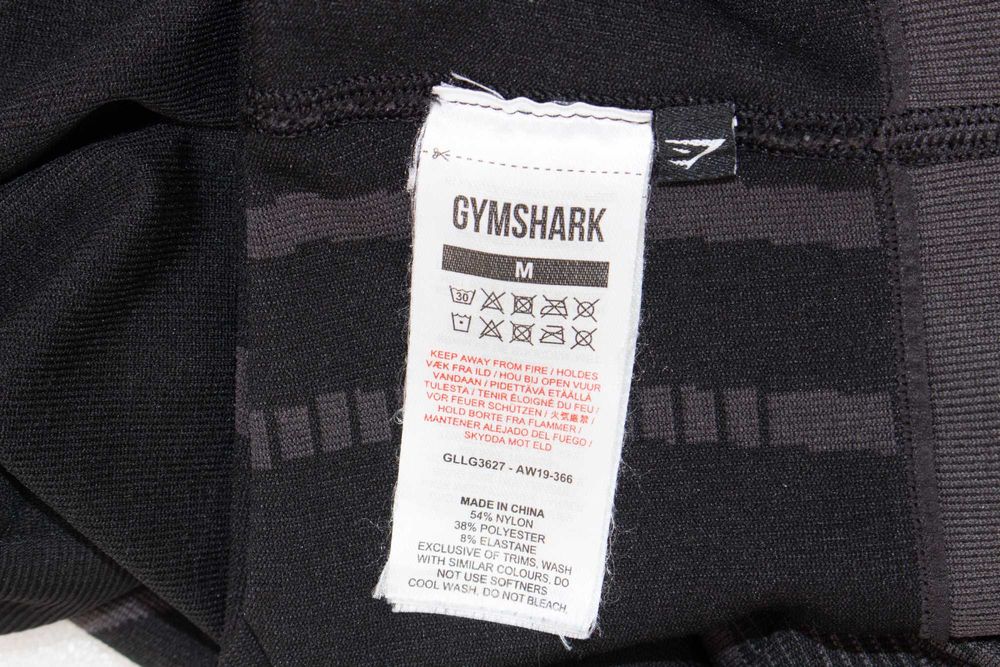 GYMSHARK
M
30
KEEP AWAY FROM FIRE / HOLDES
VÆK FRA ILD / HOU BIJ OPEN VUUR
VANDAAN / PIDETTÄVÄ ETÄÄLLÄ
TULESTA / TENIR ÉLOIGNÉ DU FEU /
VOR FEUER SCHÜTZEN / 火気厳禁 /
HOLD BORTE FRA FLAMMER /
MANTENER ALEJADO DEL FUEGO /
SKYDDA MOT ELD
GLLG3627 - AW19-366
MADE IN CHINA
54% NYLON
38% POLYESTER
8% ELASTANE
EXCLUSIVE OF TRIMS, WASH
WITH SIMILAR COLOURS, DO
NOT USE SOFTNERS
COOL WASH, DO NOT BLEACH,